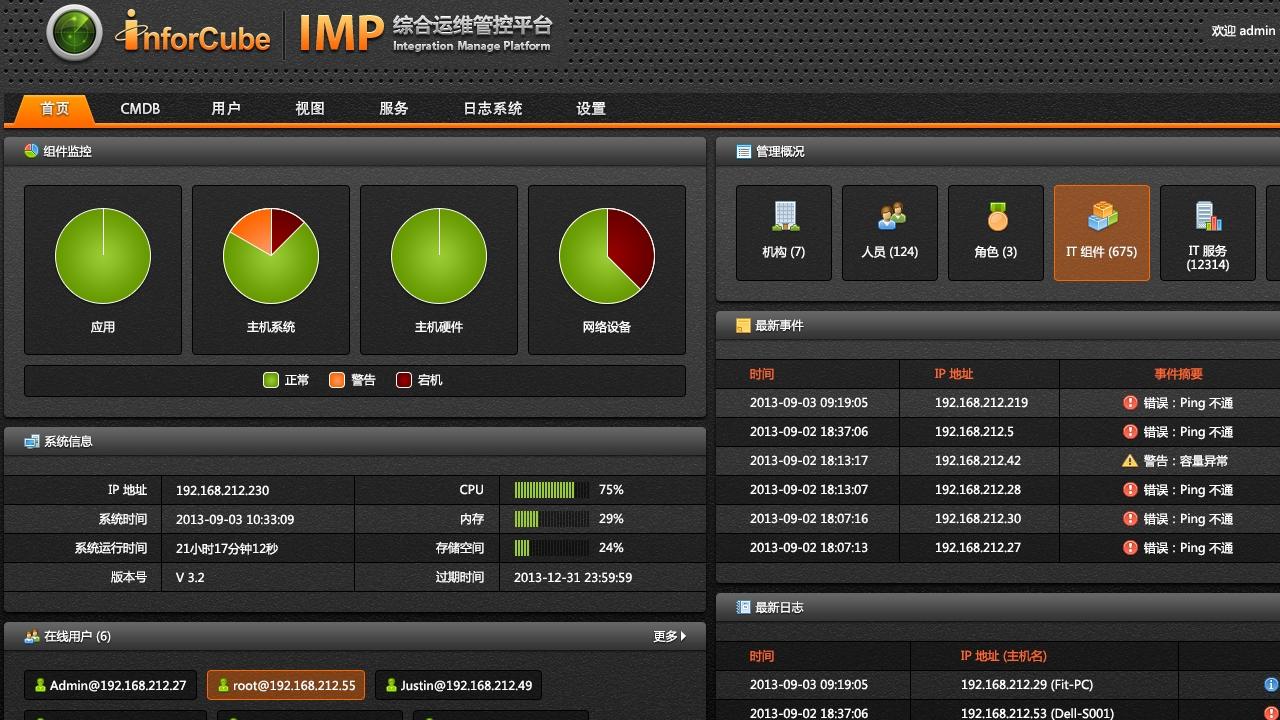 inforCube
IMP
综合运维管控平台
Integration Manage Platform
欢迎 admin
首页 CMDB 用户 视图 服务 日志系统 设置
组件监控
应用 主机系统 主机硬件 网络设备
正常 警告 宕机
系统信息
IP 地址 192.168.212.230 CPU 75%
系统时间 2013-09-03 10:33:09 内存 29%
系统运行时间 21小时17分钟12秒 存储空间 24%
版本号 V 3.2 过期时间 2013-12-31 23:59:59
在线用户 (6) 更多
Admin@192.168.212.27 root@192.168.212.55 Justin@192.168.212.49
管理概况
机构 (7) 人员 (124) 角色 (3) IT 组件 (675) IT 服务
(12314)
最新事件
时间 IP 地址 事件摘要
2013-09-03 09:19:05 192.168.212.219 错误：Ping 不通
2013-09-02 18:37:06 192.168.212.5 错误：Ping 不通
2013-09-02 18:13:17 192.168.212.42 警告：容量异常
2013-09-02 18:13:07 192.168.212.28 错误：Ping 不通
2013-09-02 18:07:16 192.168.212.30 错误：Ping 不通
2013-09-02 18:07:13 192.168.212.27 错误：Ping 不通
最新日志
时间 IP 地址 (主机名)
2013-09-03 09:19:05 192.168.212.29 (Fit-PC)
2013-09-02 18:37:06 192.168.212.53 (Dell-S001)